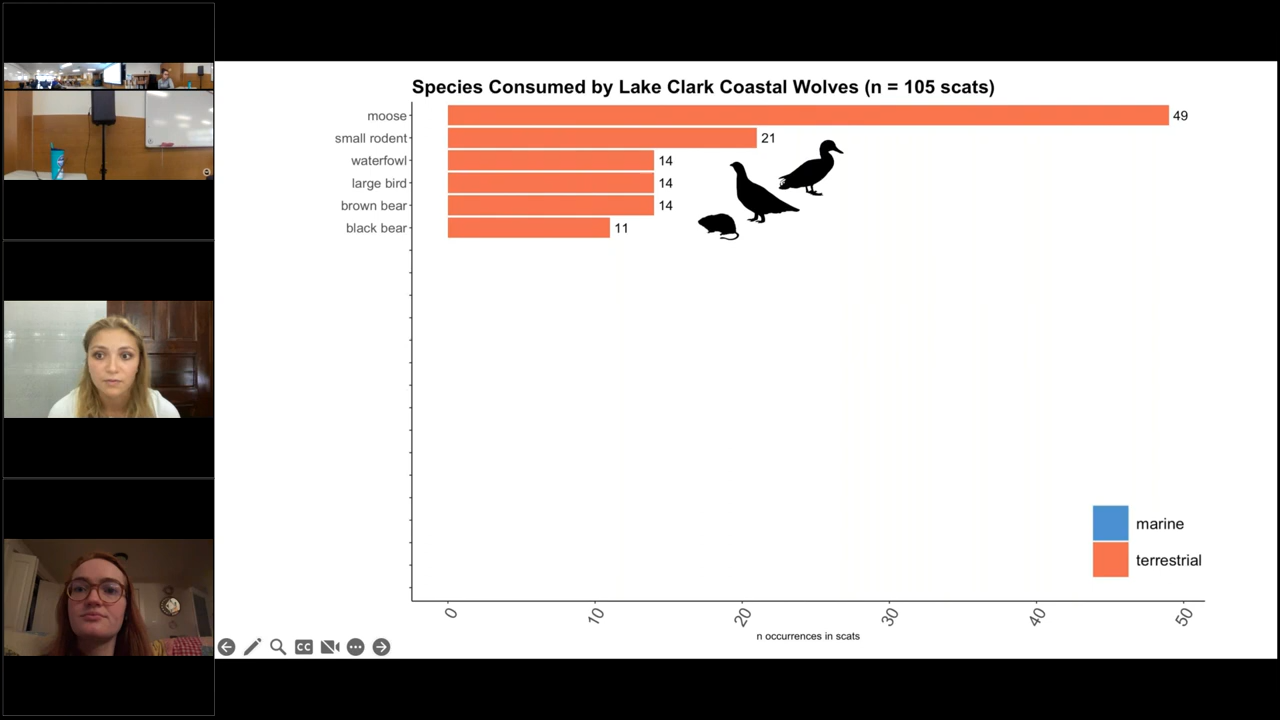 Species Consumed by Lake Clark Coastal Wolves (n = 105 scats)
moose 49
small rodent 21
waterfowl 14
large bird 14
brown bear 14
black bear 11
marine
terrestrial
0 10 20 30 40 50
n occurrences in scats
CC